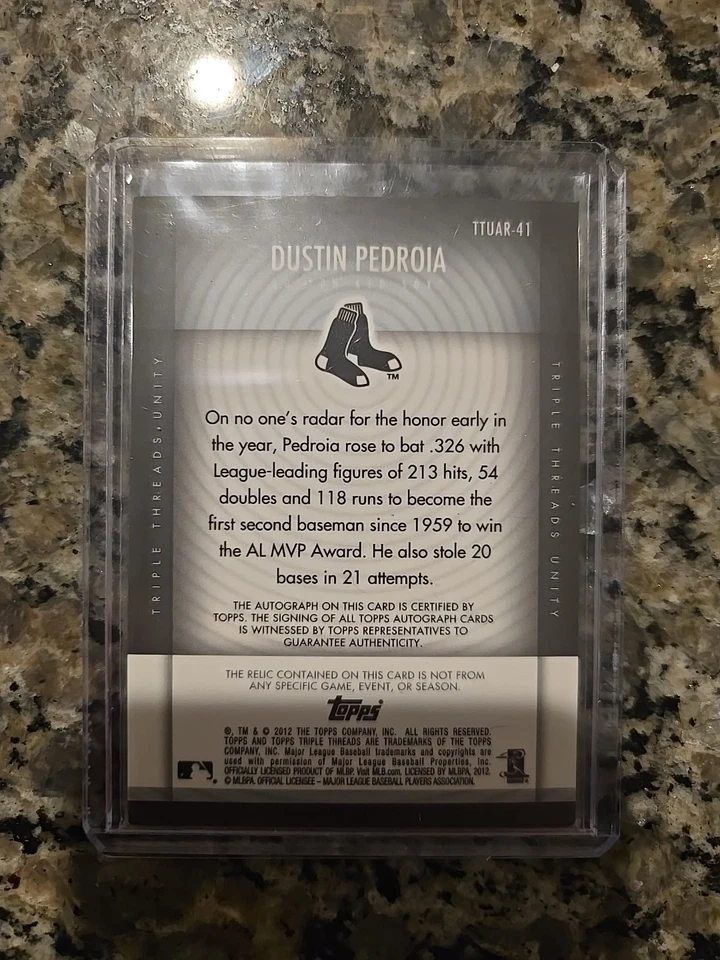 TTUAR-41
DUSTIN PEDROIA
TM
On no one's radar for the honor early in
the year, Pedroia rose to bat .326 with
League-leading figures of 213 hits, 54
doubles and 118 runs to become the
first second baseman since 1959 to win
the AL MVP Award. He also stole 20
bases in 21 attempts.
THE AUTOGRAPH ON THIS CARD IS CERTIFIED BY
TOPPS. THE SIGNING OF ALL TOPPS AUTOGRAPH CARDS
IS WITNESSED BY TOPPS REPRESENTATIVES TO
GUARANTEE AUTHENTICITY.
TRIPLE THREADS UNITY
TRIPLE THREADS UNITY
THE RELIC CONTAINED ON THIS CARD IS NOT FROM
ANY SPECIFIC GAME, EVENT, OR SEASON.
topps
®, TM & © 2012 THE TOPPS COMPANY, INC. ALL RIGHTS RESERVED.
TOPPS AND TOPPS TRIPLE THREADS ARE TRADEMARKS OF THE TOPPS
COMPANY, INC. Major League Baseball trademarks and copyrights are
used with permission of Major League Baseball Properties, Inc.
OFFICIALLY LICENSED PRODUCT OF MLBP. Visit MLB.com. LICENSED BY MLBPA, 2012.
© MLBPA. OFFICIAL LICENSEE – MAJOR LEAGUE BASEBALL PLAYERS ASSOCIATION.